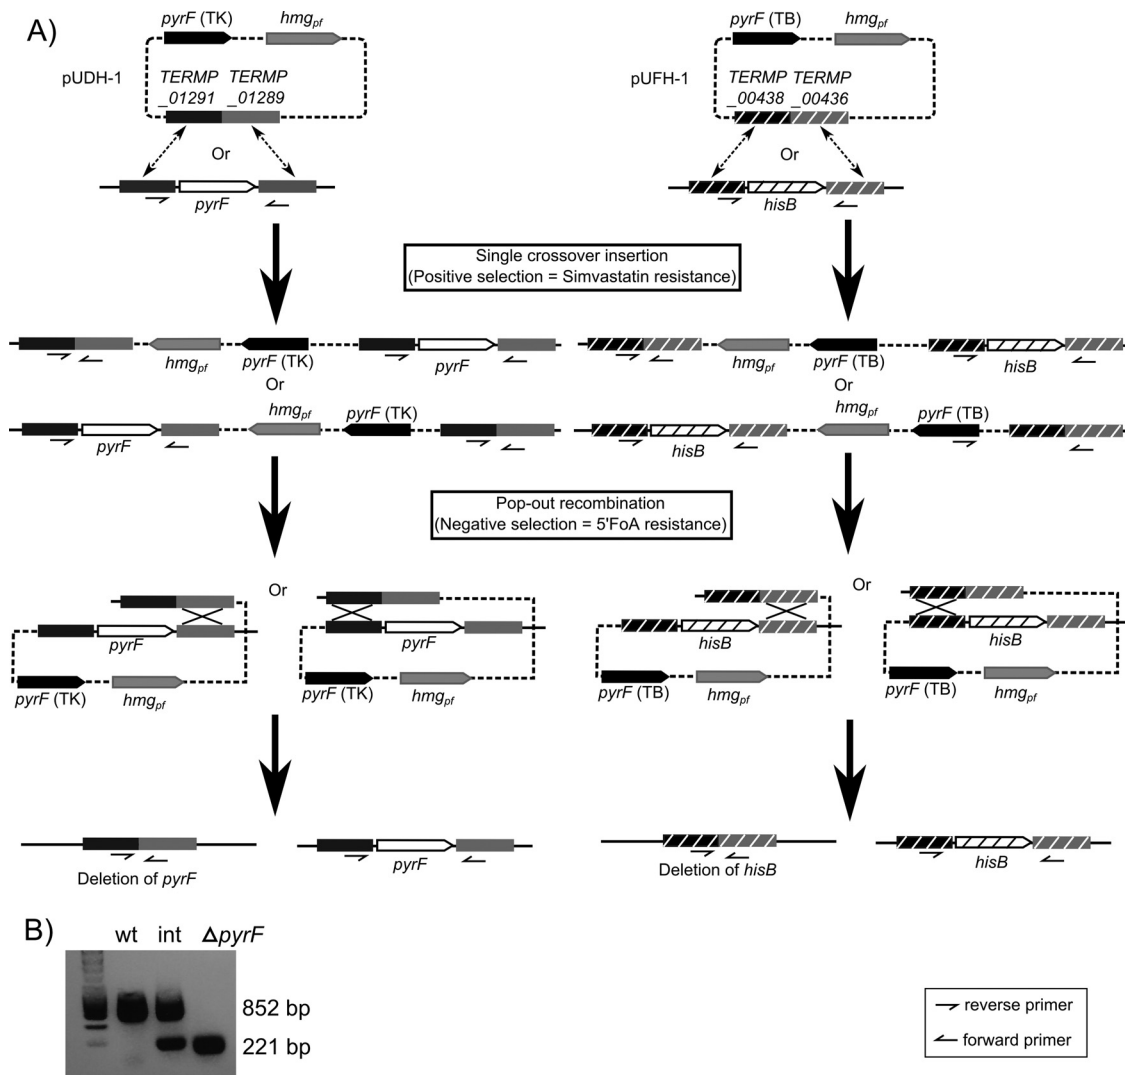 A)
pyrF (TK)
hmgpf
pUDH-1
TERMP TERMP
_01291 _01289
Or
pyrF
pyrF (TB)
hmgpf
pUFH-1
TERMP TERMP
_00438 _00436
Or
hisB
Single crossover insertion
(Positive selection = Simvastatin resistance)
hmgpf
pyrF (TK)
pyrF
hmgpf
pyrF (TB)
hisB
Or
Or
pyrF
hmgpf
pyrF (TK)
hisB
hmgpf
pyrF (TB)
Pop-out recombination
(Negative selection = 5'FoA resistance)
Or
Or
pyrF
pyrF (TK)
hmgpf
pyrF
pyrF (TK)
hmgpf
hisB
pyrF (TB)
hmgpf
hisB
pyrF (TB)
hmgpf
Deletion of pyrF
pyrF
Deletion of hisB
hisB
B)
wt int ΔpyrF
852 bp
221 bp
reverse primer
forward primer